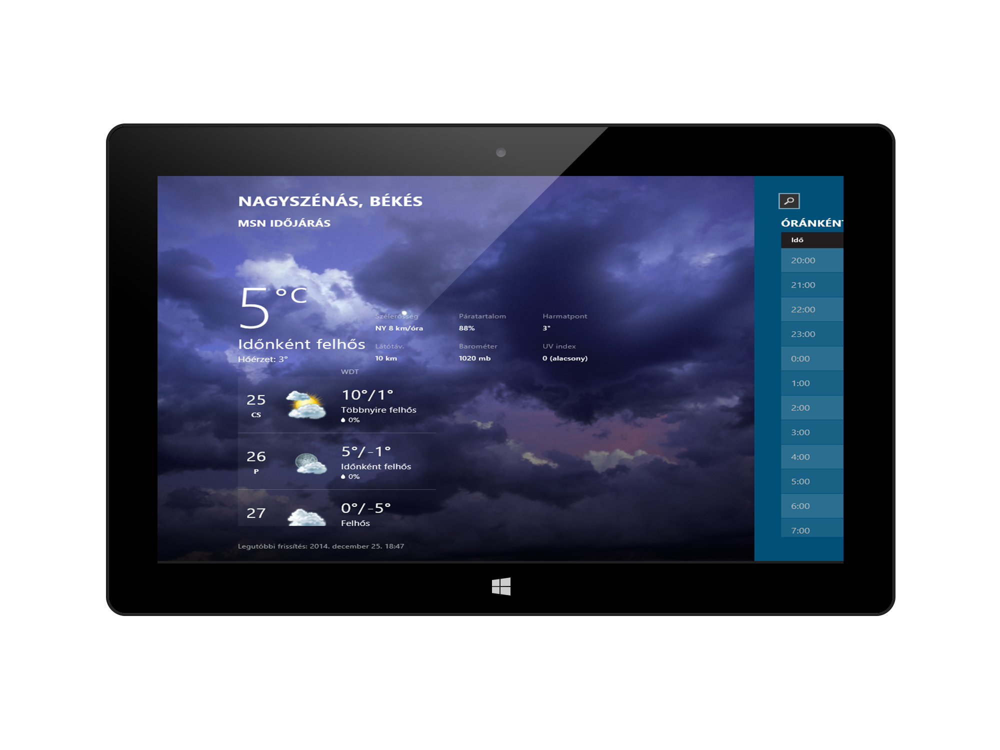 NAGYSZÉNÁS, BÉKÉS
MSN IDŐJÁRÁS
5 °C
Időnként felhős
Hőérzet: 3°
Szélerősség
NY 8 km/óra
Páratartalom
88%
Harmatpont
3°
Látótáv.
10 km
Barométer
1020 mb
UV index
0 (alacsony)
WDT
25
CS
10°/1°
Többnyire felhős
0%
26
P
5°/-1°
Időnként felhős
0%
27
0°/-5°
Felhős
Legutóbbi frissítés: 2014. december 25. 18:47
ÓRÁNKÉNT
Idő
20:00
21:00
22:00
23:00
0:00
1:00
2:00
3:00
4:00
5:00
6:00
7:00